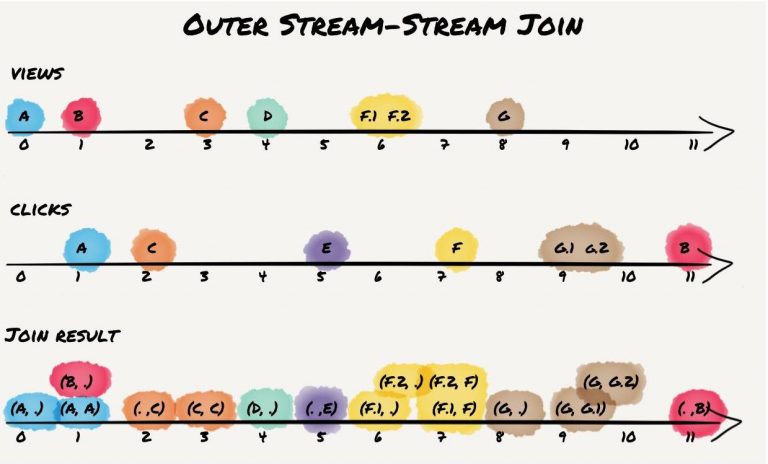 OUTER STREAM-STREAM JOIN
VIEWS
A B C D F.1 F.2 G
0 1 2 3 4 5 6 7 8 9 10 11
CLICKS
A C E F G.1 G.2 B
0 1 2 3 4 5 6 7 8 9 10 11
JOIN RESULT
(B, .) (F.2, .) (F.2, F) (G, G.2)
(A, .) (A, A) (. ,C) (C, C) (D, .) (. ,E) (F.1, .) (F.1, F) (G, .) (G, G.1) (. ,B)
0 1 2 3 4 5 6 7 8 9 10 11